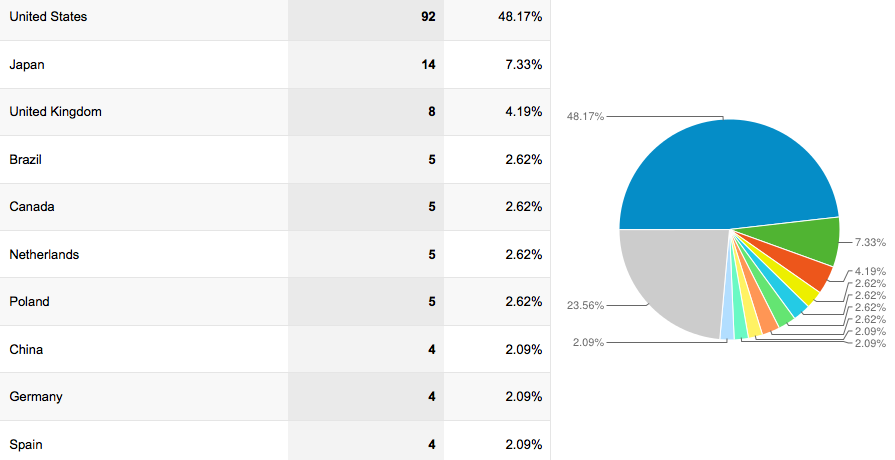 United States 92 48.17%
Japan 14 7.33%
United Kingdom 8 4.19%
Brazil 5 2.62%
Canada 5 2.62%
Netherlands 5 2.62%
Poland 5 2.62%
China 4 2.09%
Germany 4 2.09%
Spain 4 2.09%
48.17%
7.33%
4.19%
2.62%
2.62%
2.62%
2.62%
2.09%
2.09%
23.56%
2.09%